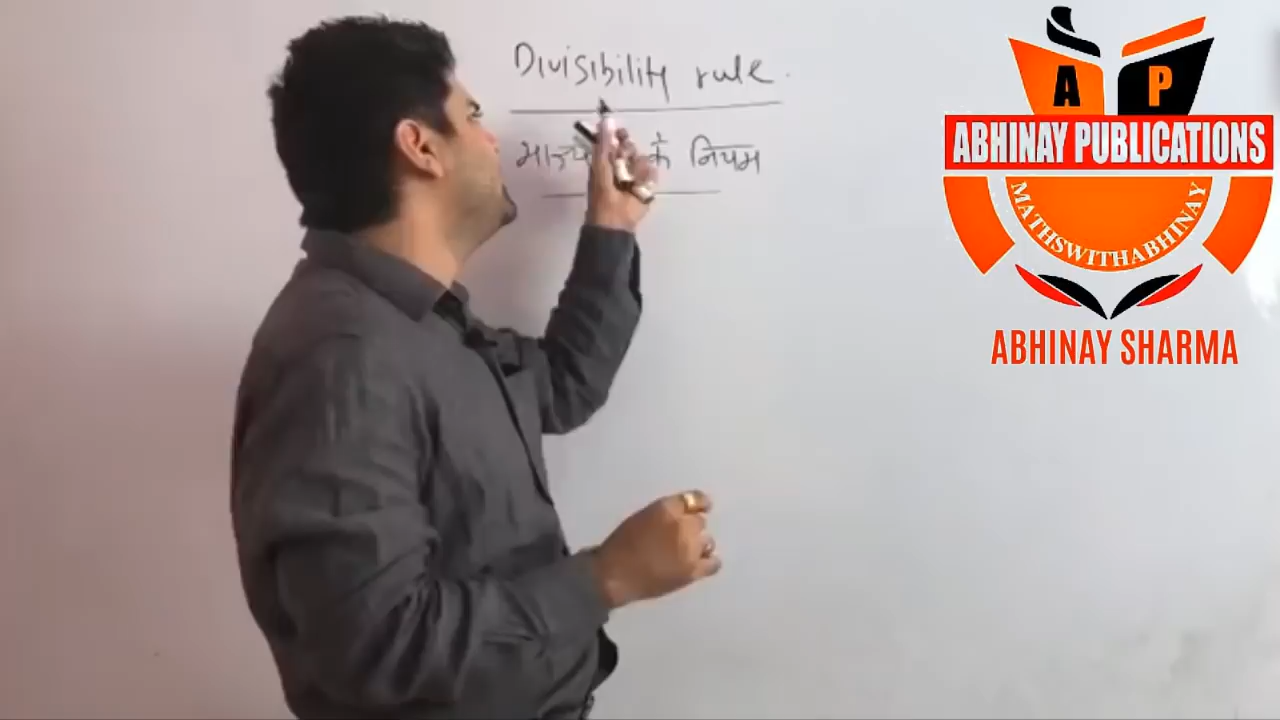 Divisibility rule.
के नियम
A P
ABHINAY PUBLICATIONS
MATHSWITHABHINAY
ABHINAY SHARMA